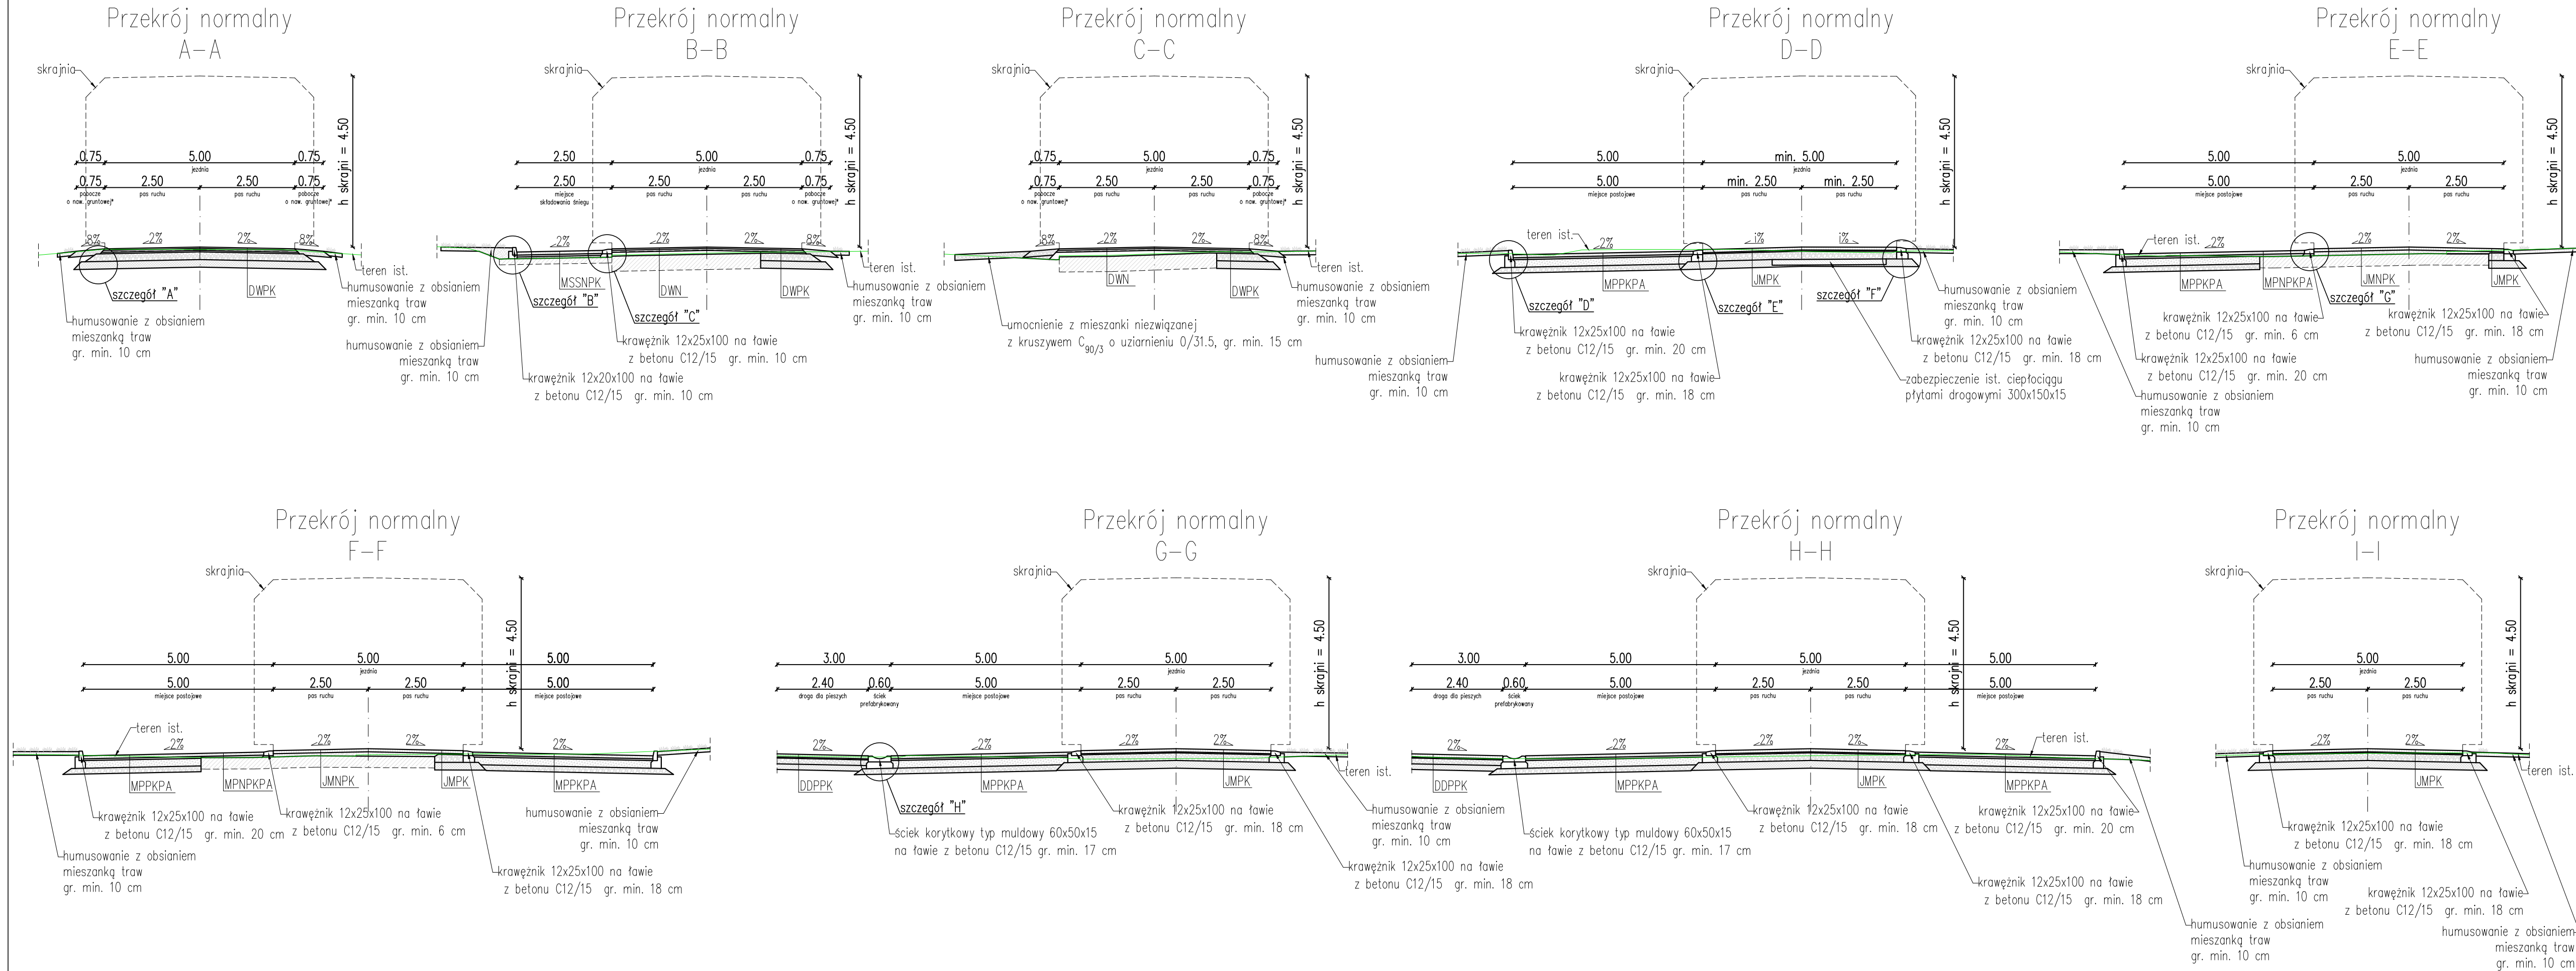 Przekrój normalny
A-A
skrajnia
h skrajni = 4.50
0.75
5.00
0.75
jezdnia
0.75
2.50
2.50
0.75
pobocze
o naw. gruntowej*
pas ruchu
pas ruchu
pobocze
o naw. gruntowej*
8%
2%
2%
8%
teren ist.
DWPK
szczegół "A"
humusowanie z obsianiem
mieszanką traw
gr. min. 10 cm
humusowanie z obsianiem
mieszanką traw
gr. min. 10 cm
Przekrój normalny
B-B
skrajnia
h skrajni = 4.50
2.50
5.00
0.75
jezdnia
2.50
2.50
2.50
0.75
miejsce
składowania śniegu
pas ruchu
pas ruchu
pobocze
o naw. gruntowej*
2%
2%
2%
8%
teren ist.
MSSNPK
DWN
DWPK
szczegół "B"
szczegół "C"
humusowanie z obsianiem
mieszanką traw
gr. min. 10 cm
humusowanie z obsianiem
mieszanką traw
gr. min. 10 cm
krawężnik 12x25x100 na ławie
z betonu C12/15 gr. min. 10 cm
krawężnik 12x20x100 na ławie
z betonu C12/15 gr. min. 10 cm
Przekrój normalny
C-C
skrajnia
h skrajni = 4.50
0.75
5.00
0.75
jezdnia
0.75
2.50
2.50
0.75
pobocze
o naw. gruntowej*
pas ruchu
pas ruchu
pobocze
o naw. gruntowej*
8%
2%
2%
8%
teren ist.
DWN
DWPK
humusowanie z obsianiem
mieszanką traw
gr. min. 10 cm
umocnienie z mieszanki niezwiązanej
z kruszywem C90/3 o uziarnieniu 0/31.5, gr. min. 15 cm
Przekrój normalny
D-D
skrajnia
h skrajni = 4.50
5.00
min. 5.00
jezdnia
5.00
min. 2.50
min. 2.50
miejsce postojowe
pas ruchu
pas ruchu
teren ist.
2%
i%
i%
MPPKPA
JMPK
szczegół "D"
szczegół "E"
szczegół "F"
humusowanie z obsianiem
mieszanką traw
gr. min. 10 cm
krawężnik 12x25x100 na ławie
z betonu C12/15 gr. min. 20 cm
krawężnik 12x25x100 na ławie
z betonu C12/15 gr. min. 18 cm
humusowanie z obsianiem
mieszanką traw
gr. min. 10 cm
krawężnik 12x25x100 na ławie
z betonu C12/15 gr. min. 18 cm
zabezpieczenie ist. ciepłociągu
płytami drogowymi 300x150x15
Przekrój normalny
E-E
skrajnia
h skrajni = 4.50
5.00
5.00
jezdnia
5.00
2.50
2.50
miejsce postojowe
pas ruchu
pas ruchu
teren ist.
2%
2%
2%
MPPKPA
MPNPKPA
JMNPK
JMPK
szczegół "G"
krawężnik 12x25x100 na ławie
z betonu C12/15 gr. min. 6 cm
krawężnik 12x25x100 na ławie
z betonu C12/15 gr. min. 18 cm
krawężnik 12x25x100 na ławie
z betonu C12/15 gr. min. 20 cm
humusowanie z obsianiem
mieszanką traw
gr. min. 10 cm
humusowanie z obsianiem
mieszanką traw
gr. min. 10 cm
Przekrój normalny
F-F
skrajnia
h skrajni = 4.50
5.00
5.00
5.00
jezdnia
5.00
2.50
2.50
5.00
miejsce postojowe
pas ruchu
pas ruchu
miejsce postojowe
teren ist.
2%
2%
2%
2%
MPPKPA
MPNPKPA
JMNPK
JMPK
MPPKPA
krawężnik 12x25x100 na ławie
z betonu C12/15 gr. min. 20 cm
krawężnik 12x25x100 na ławie
z betonu C12/15 gr. min. 6 cm
humusowanie z obsianiem
mieszanką traw
gr. min. 10 cm
humusowanie z obsianiem
mieszanką traw
gr. min. 10 cm
krawężnik 12x25x100 na ławie
z betonu C12/15 gr. min. 18 cm
Przekrój normalny
G-G
skrajnia
h skrajni = 4.50
3.00
5.00
5.00
jezdnia
2.40
0.60
5.00
2.50
2.50
droga dla pieszych
ściek
prefabrykowany
miejsce postojowe
pas ruchu
pas ruchu
2%
2%
2%
2%
teren ist.
DDPPK
MPPKPA
JMPK
szczegół "H"
ściek korytkowy typ muldowy 60x50x15
na ławie z betonu C12/15 gr. min. 17 cm
krawężnik 12x25x100 na ławie
z betonu C12/15 gr. min. 18 cm
humusowanie z obsianiem
mieszanką traw
gr. min. 10 cm
krawężnik 12x25x100 na ławie
z betonu C12/15 gr. min. 18 cm
Przekrój normalny
H-H
skrajnia
h skrajni = 4.50
3.00
5.00
5.00
5.00
jezdnia
2.40
0.60
5.00
2.50
2.50
5.00
droga dla pieszych
ściek
prefabrykowany
miejsce postojowe
pas ruchu
pas ruchu
miejsce postojowe
2%
2%
2%
2%
2%
teren ist.
DDPPK
MPPKPA
JMPK
MPPKPA
ściek korytkowy typ muldowy 60x50x15
na ławie z betonu C12/15 gr. min. 17 cm
krawężnik 12x25x100 na ławie
z betonu C12/15 gr. min. 18 cm
krawężnik 12x25x100 na ławie
z betonu C12/15 gr. min. 20 cm
krawężnik 12x25x100 na ławie
z betonu C12/15 gr. min. 18 cm
humusowanie z obsianiem
mieszanką traw
gr. min. 10 cm
Przekrój normalny
I-I
skrajnia
h skrajni = 4.50
5.00
jezdnia
2.50
2.50
pas ruchu
pas ruchu
2%
2%
teren ist.
JMPK
krawężnik 12x25x100 na ławie
z betonu C12/15 gr. min. 18 cm
humusowanie z obsianiem
mieszanką traw
gr. min. 10 cm
krawężnik 12x25x100 na ławie
z betonu C12/15 gr. min. 18 cm
humusowanie z obsianiem
mieszanką traw
gr. min. 10 cm